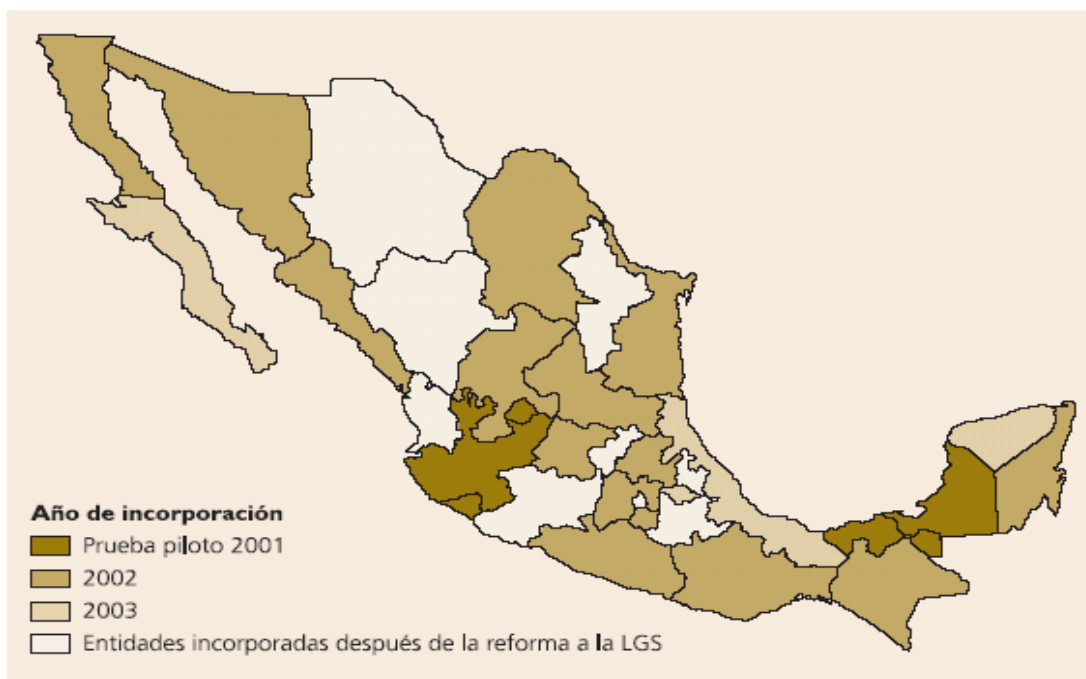 Año de incorporación
Prueba piloto 2001
2002
2003
Entidades incorporadas después de la reforma a la LGS